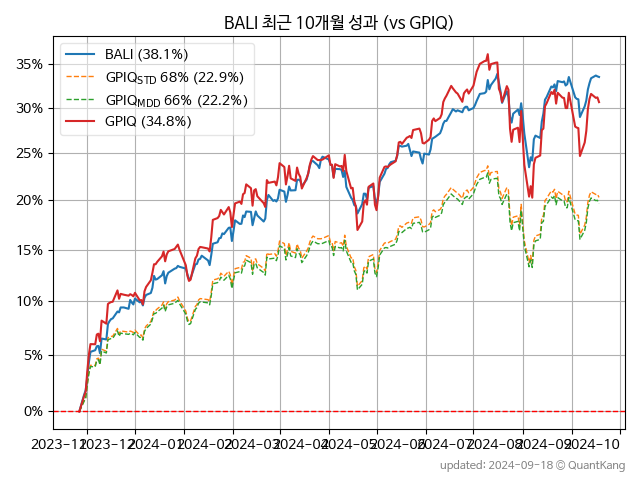 BALI 최근 10개월 성과 (vs GPIQ)
BALI (38.1%)
GPIQSTD 68% (22.9%)
GPIQMDD 66% (22.2%)
GPIQ (34.8%)
35%
30%
25%
20%
15%
10%
5%
0%
2023-11 2023-12 2024-01 2024-02 2024-03 2024-04 2024-05 2024-06 2024-07 2024-08 2024-09 2024-10
updated: 2024-09-18 © QuantKang